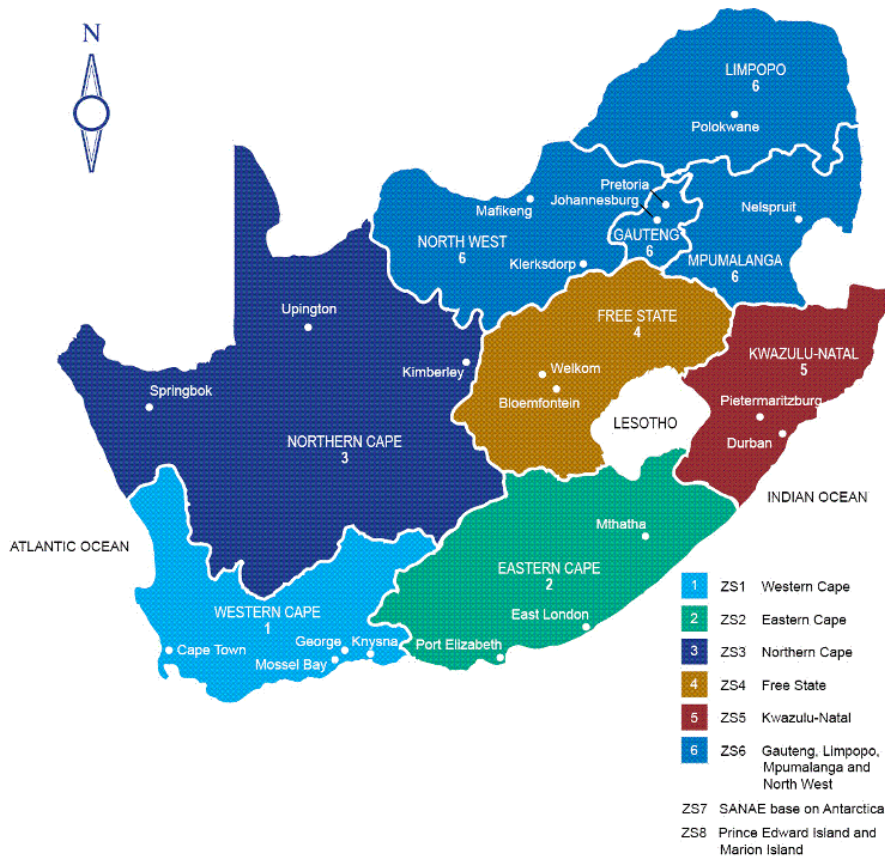 N
LIMPOPO
6
Polokwane
Pretoria
Johannesburg
Mafikeng
Nelspruit
NORTH WEST
6
GAUTENG
6
Klerksdorp
MPUMALANGA
6
Upington
FREE STATE
4
KWAZULU-NATAL
5
Kimberley
Welkom
Springbok
Bloemfontein
Pietermaritzburg
LESOTHO
Durban
NORTHERN CAPE
3
INDIAN OCEAN
Mthatha
ATLANTIC OCEAN
EASTERN CAPE
2
WESTERN CAPE
1
East London
George
Knysna
Port Elizabeth
Cape Town
Mossel Bay
1 ZS1 Western Cape
2 ZS2 Eastern Cape
3 ZS3 Northern Cape
4 ZS4 Free State
5 ZS5 Kwazulu-Natal
6 ZS6 Gauteng, Limpopo,
Mpumalanga and
North West
ZS7 SANAE base on Antarctica
ZS8 Prince Edward Island and
Marion Island